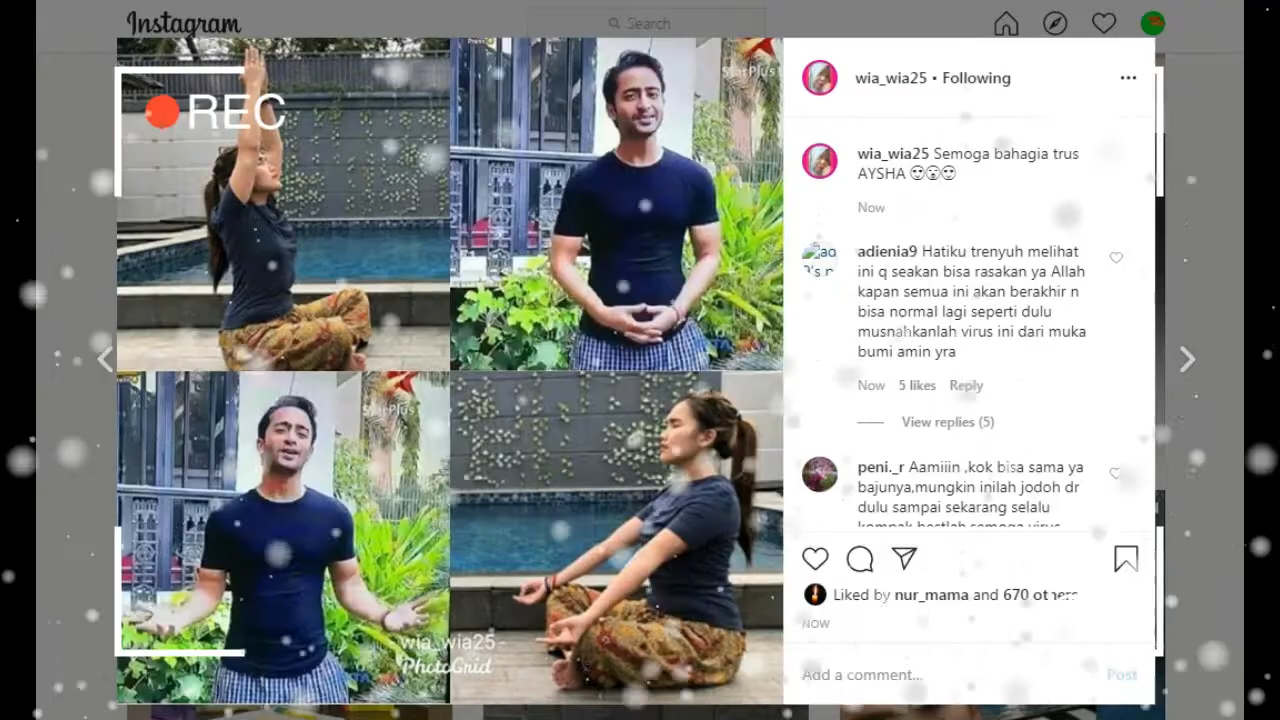 Instagram
Search
REC
StarPlus
wia_wia25 • Following
wia_wia25 Semoga bahagia trus
AYSHA
Now
adienia9 Hatiku trenyuh melihat
ini q seakan bisa rasakan ya Allah
kapan semua ini akan berakhir n
bisa normal lagi seperti dulu
musnahkanlah virus ini dari muka
bumi amin yra
Now 5 likes Reply
View replies (5)
StarPlus
peni._r Aamiiin ,kok bisa sama ya
bajunya,mungkin inilah jodoh dr
dulu sampai sekarang selalu
Liked by nur_mama and 670 others
NOW
wia_wia25 -
PhotoGrid
Add a comment...
Post